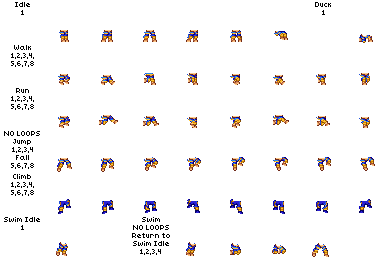 Idle
1
Duck
1
Walk
1,2,3,4,
5,6,7,8
Run
1,2,3,4,
5,6,7,8
NO LOOPS
Jump
1,2,3,4
Fall
5,6,7,8
Climb
1,2,3,4,
5,6,7,8
Swim Idle
1
Swim
NO LOOPS
Return to
Swim Idle
1,2,3,4